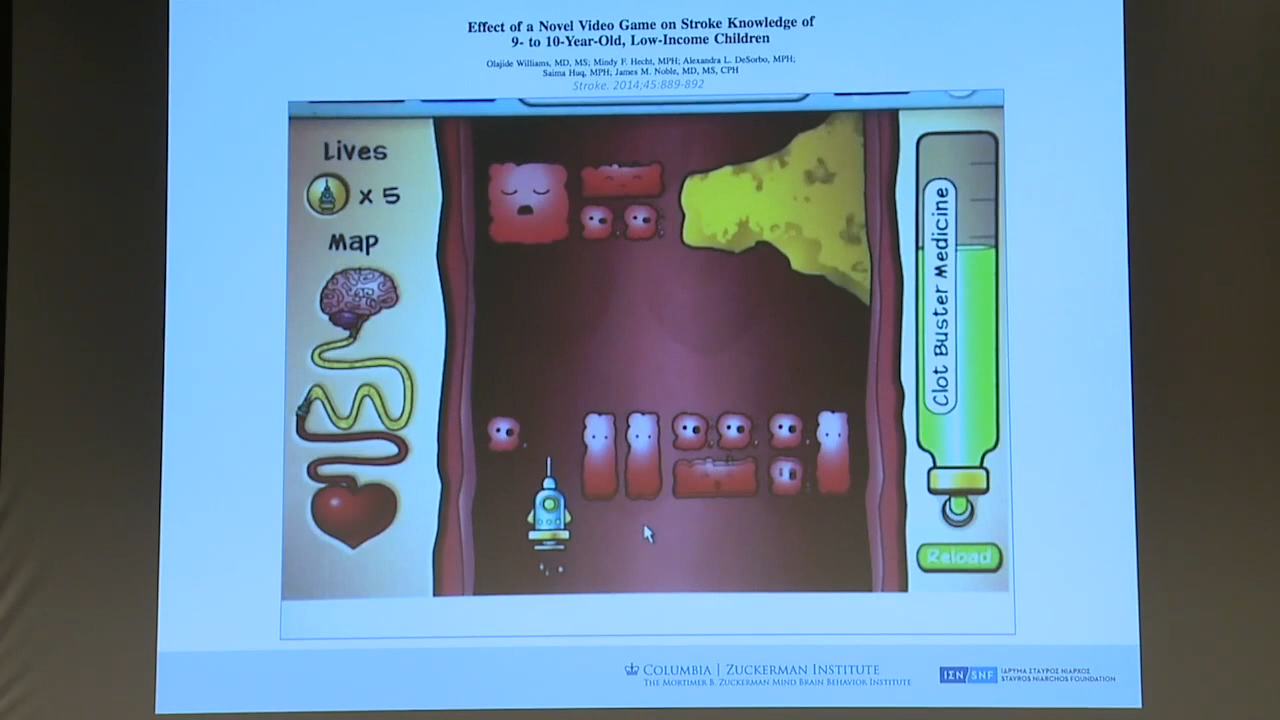 Effect of a Novel Video Game on Stroke Knowledge of
9- to 10-Year-Old, Low-Income Children
Olajide Williams, MD, MS; Mindy F. Hecht, MPH; Alexandra L. DeSorbo, MPH;
Saima Huq, MPH; James M. Noble, MD, MS, CPH
Stroke. 2014;45:889-892
Lives
x 5
Map
Clot Buster Medicine
Reload
COLUMBIA | ZUCKERMAN INSTITUTE
THE MORTIMER B. ZUCKERMAN MIND BRAIN BEHAVIOR INSTITUTE
ΙΣΝ/SNF
ΙΔΡΥΜΑ ΣΤΑΥΡΟΣ ΝΙΑΡΧΟΣ
STAVROS NIARCHOS FOUNDATION